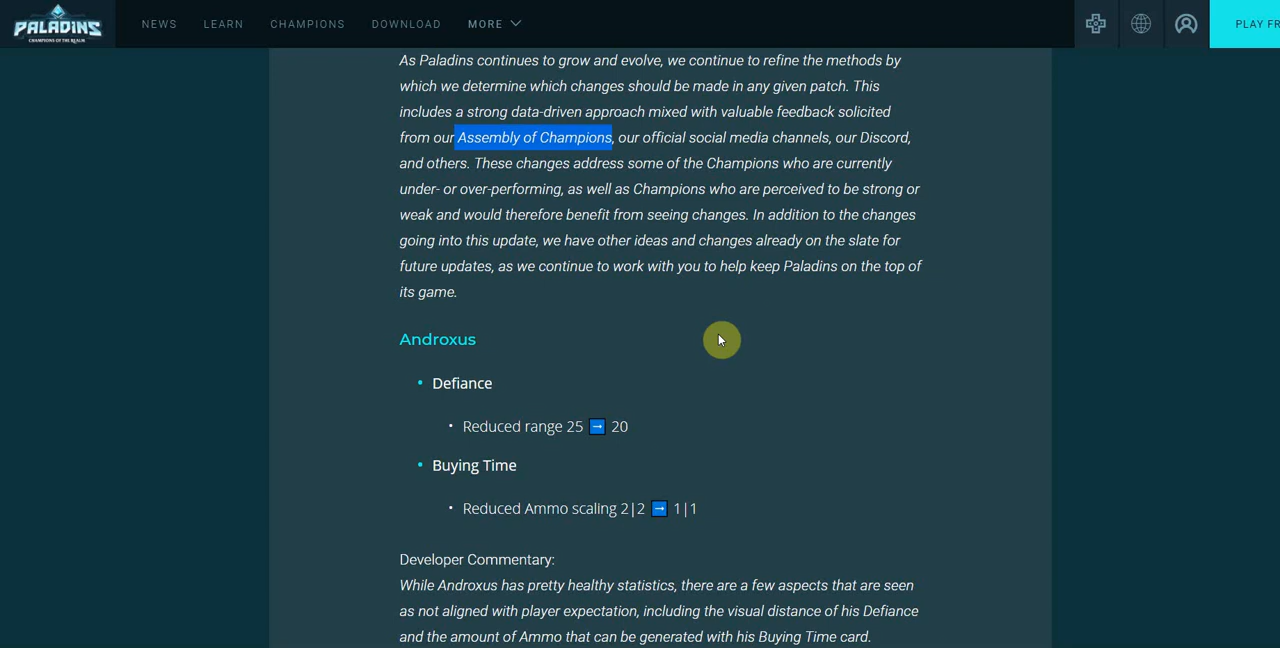 PALADINS
CHAMPIONS OF THE REALM
NEWS LEARN CHAMPIONS DOWNLOAD MORE PLAY FR
As Paladins continues to grow and evolve, we continue to refine the methods by
which we determine which changes should be made in any given patch. This
includes a strong data-driven approach mixed with valuable feedback solicited
from our Assembly of Champions, our official social media channels, our Discord,
and others. These changes address some of the Champions who are currently
under- or over-performing, as well as Champions who are perceived to be strong or
weak and would therefore benefit from seeing changes. In addition to the changes
going into this update, we have other ideas and changes already on the slate for
future updates, as we continue to work with you to help keep Paladins on the top of
its game.
Androxus
• Defiance
• Reduced range 25 → 20
• Buying Time
• Reduced Ammo scaling 2|2 → 1|1
Developer Commentary:
While Androxus has pretty healthy statistics, there are a few aspects that are seen
as not aligned with player expectation, including the visual distance of his Defiance
and the amount of Ammo that can be generated with his Buying Time card.